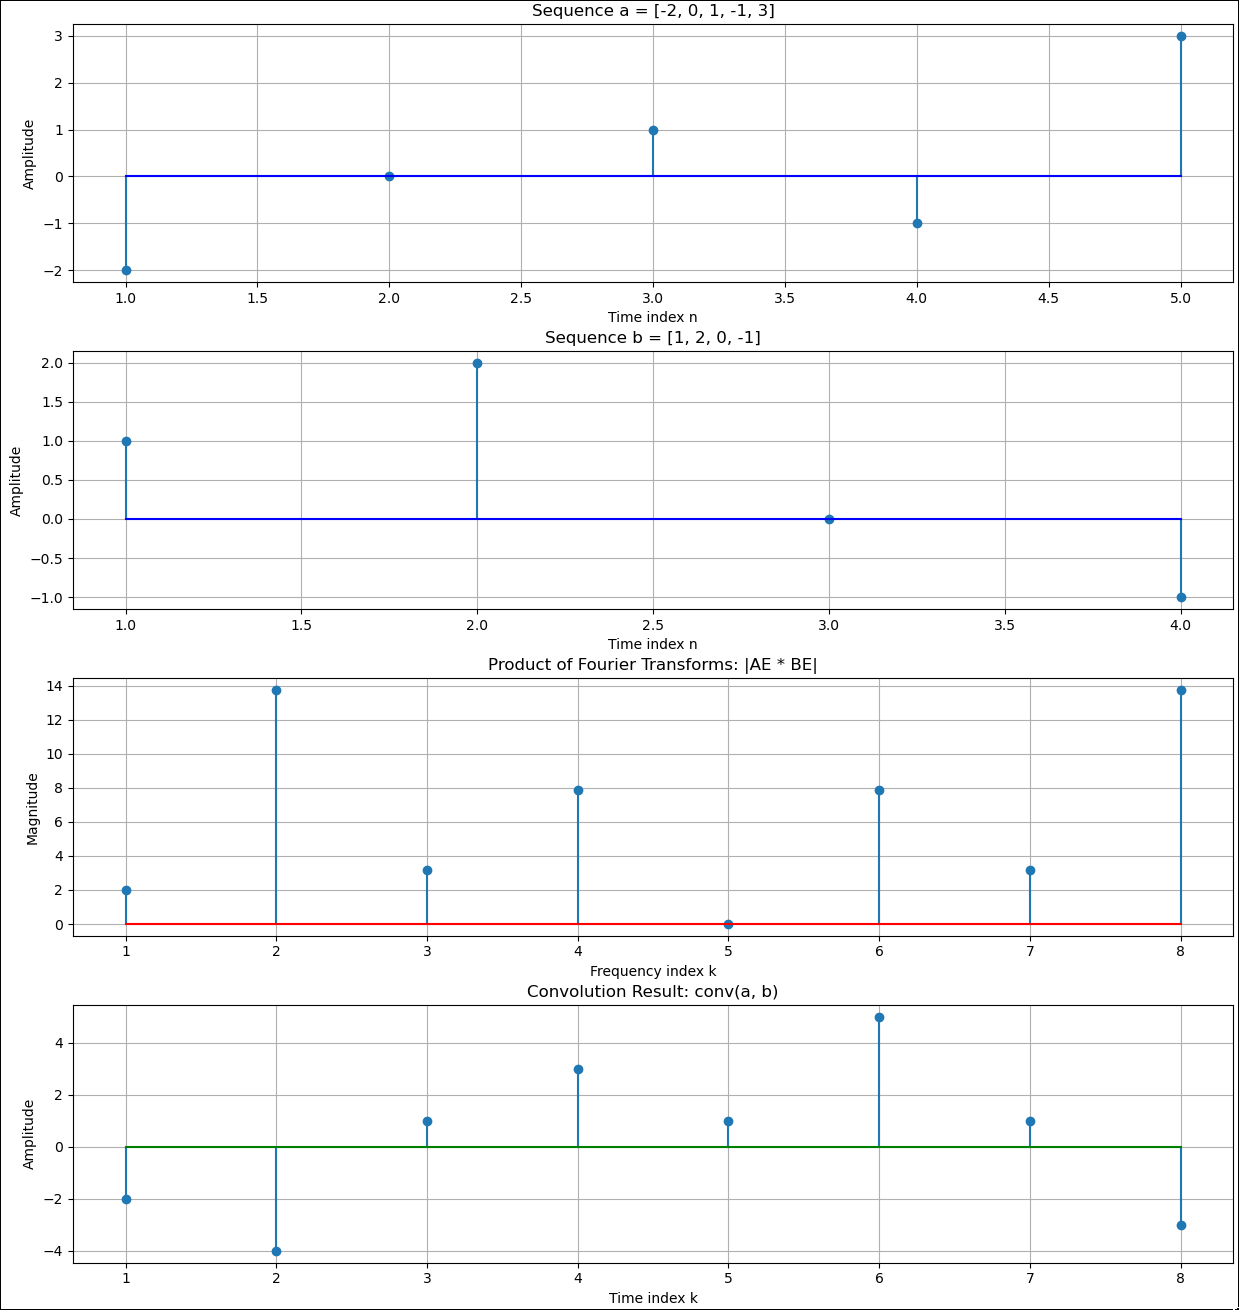 Sequence a = [-2, 0, 1, -1, 3]
3
2
1
0
−1
−2
Amplitude
1.0 1.5 2.0 2.5 3.0 3.5 4.0 4.5 5.0
Time index n
Sequence b = [1, 2, 0, -1]
2.0
1.5
1.0
0.5
0.0
−0.5
−1.0
Amplitude
1.0 1.5 2.0 2.5 3.0 3.5 4.0
Time index n
Product of Fourier Transforms: |AE * BE|
14
12
10
8
6
4
2
0
Magnitude
1 2 3 4 5 6 7 8
Frequency index k
Convolution Result: conv(a, b)
4
2
0
−2
−4
Amplitude
1 2 3 4 5 6 7 8
Time index k